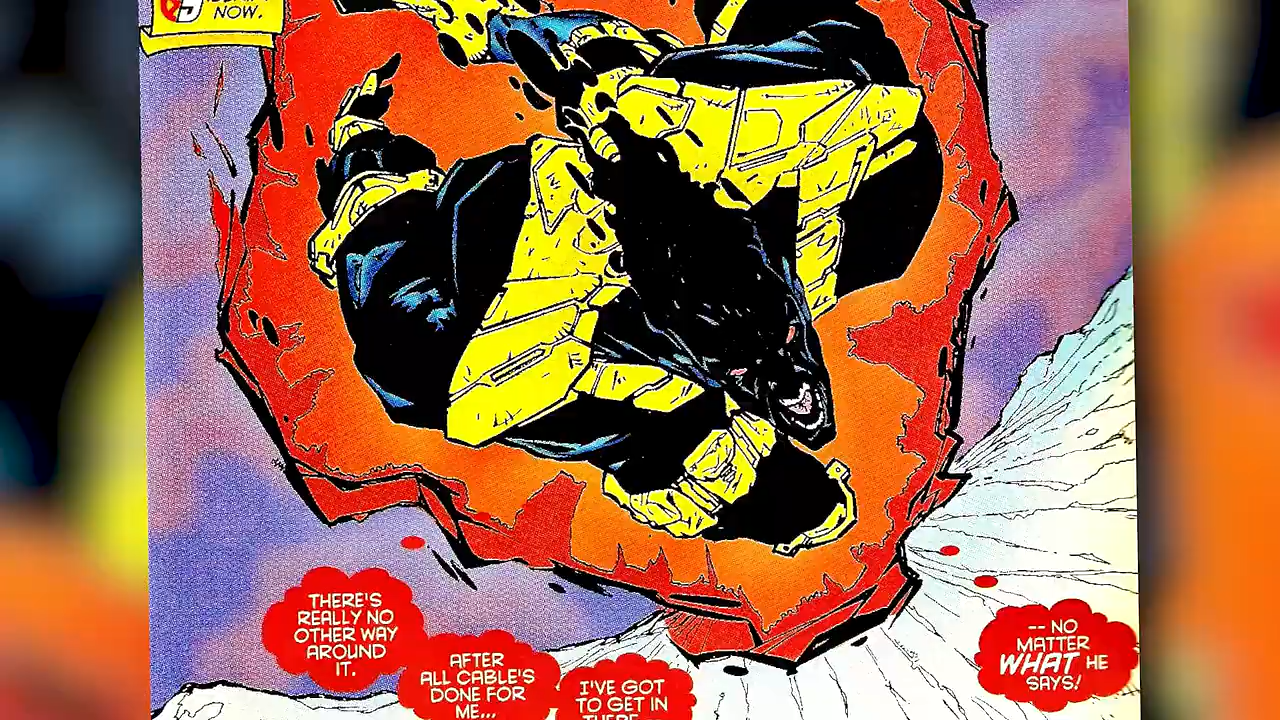 NOW.
THERE'S
REALLY NO
OTHER WAY
AROUND
IT.
AFTER
ALL CABLE'S
DONE FOR
ME...
I'VE GOT
TO GET IN
THERE
-- NO
MATTER
WHAT HE
SAYS!